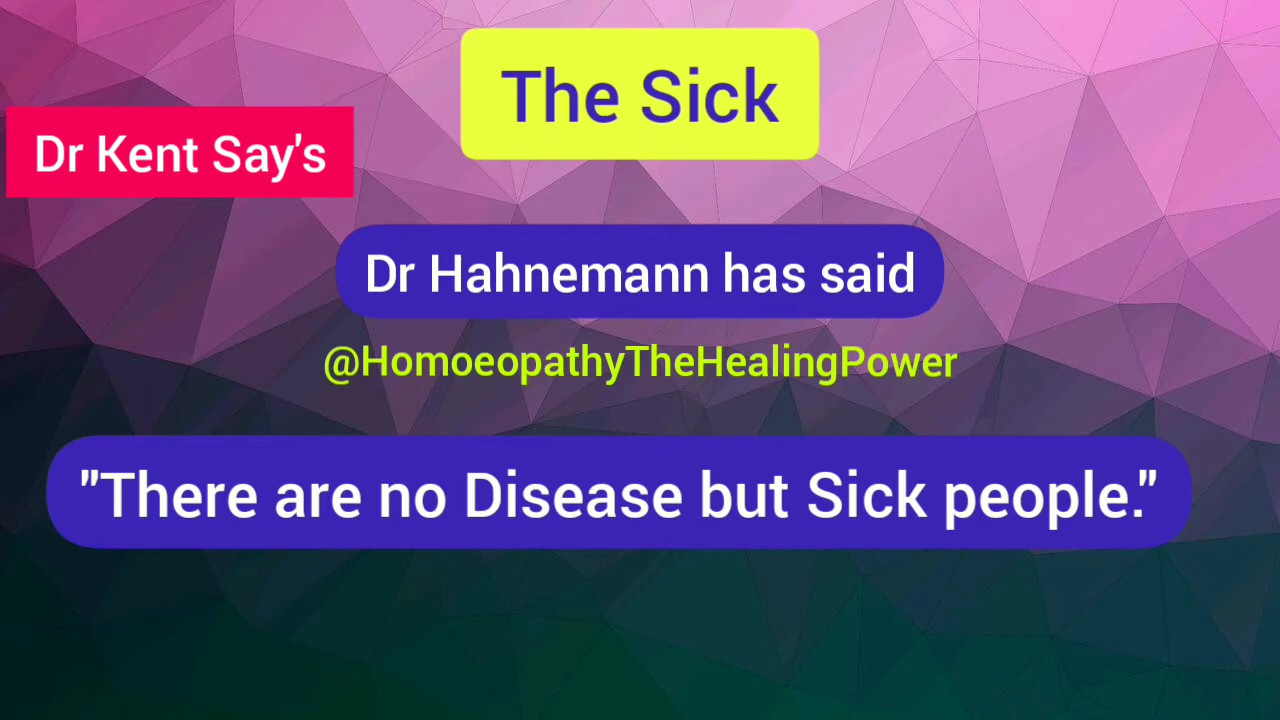 The Sick
Dr Kent Say's
Dr Hahnemann has said
@HomoeopathyTheHealingPower
"There are no Disease but Sick people."